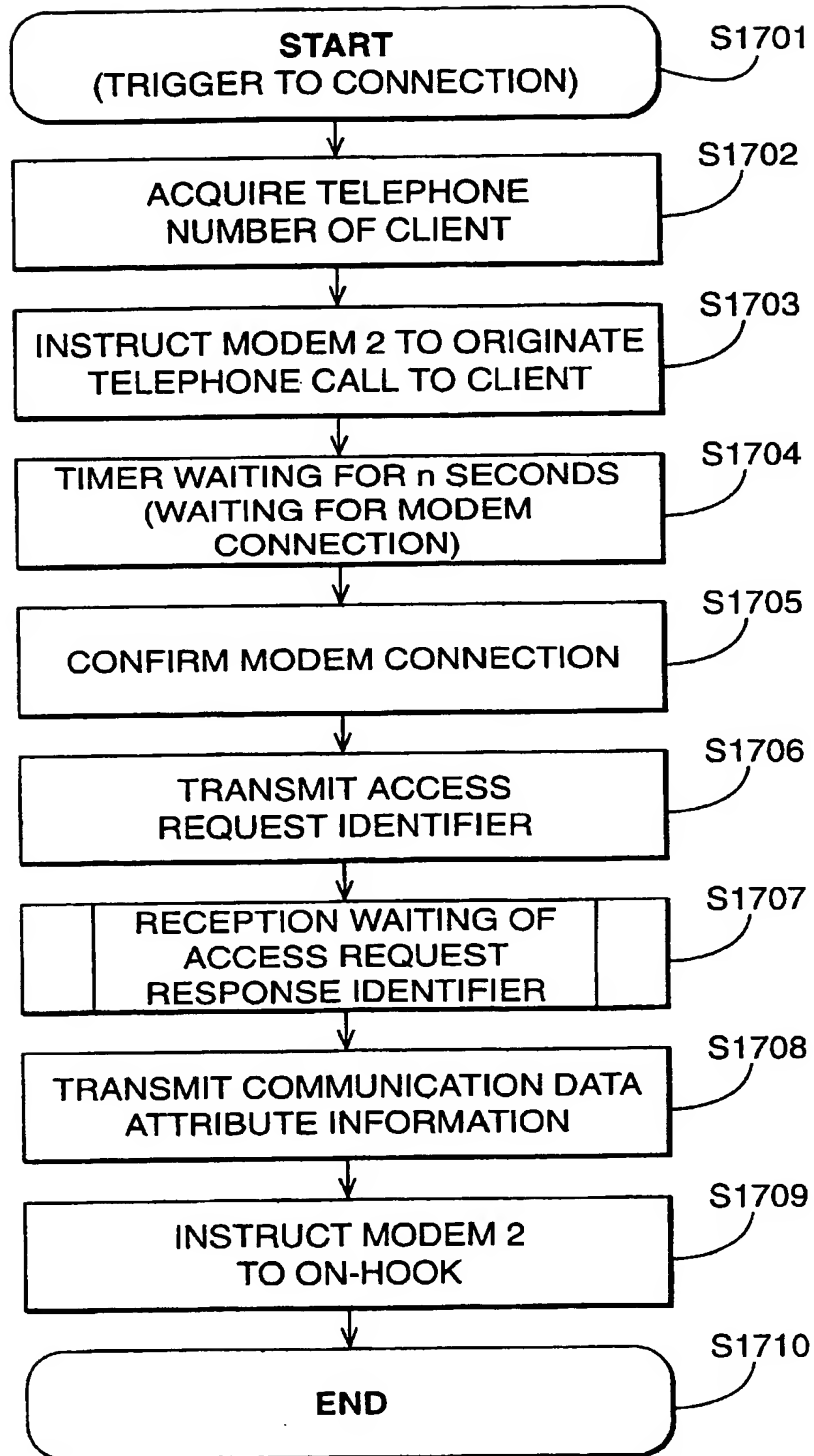 START
(TRIGGER TO CONNECTION)
S1701
ACQUIRE TELEPHONE
NUMBER OF CLIENT
S1702
INSTRUCT MODEM 2 TO ORIGINATE
TELEPHONE CALL TO CLIENT
S1703
TIMER WAITING FOR n SECONDS
(WAITING FOR MODEM
CONNECTION)
S1704
CONFIRM MODEM CONNECTION
S1705
TRANSMIT ACCESS
REQUEST IDENTIFIER
S1706
RECEPTION WAITING OF
ACCESS REQUEST
RESPONSE IDENTIFIER
S1707
TRANSMIT COMMUNICATION DATA
ATTRIBUTE INFORMATION
S1708
INSTRUCT MODEM 2
TO ON-HOOK
S1709
END
S1710